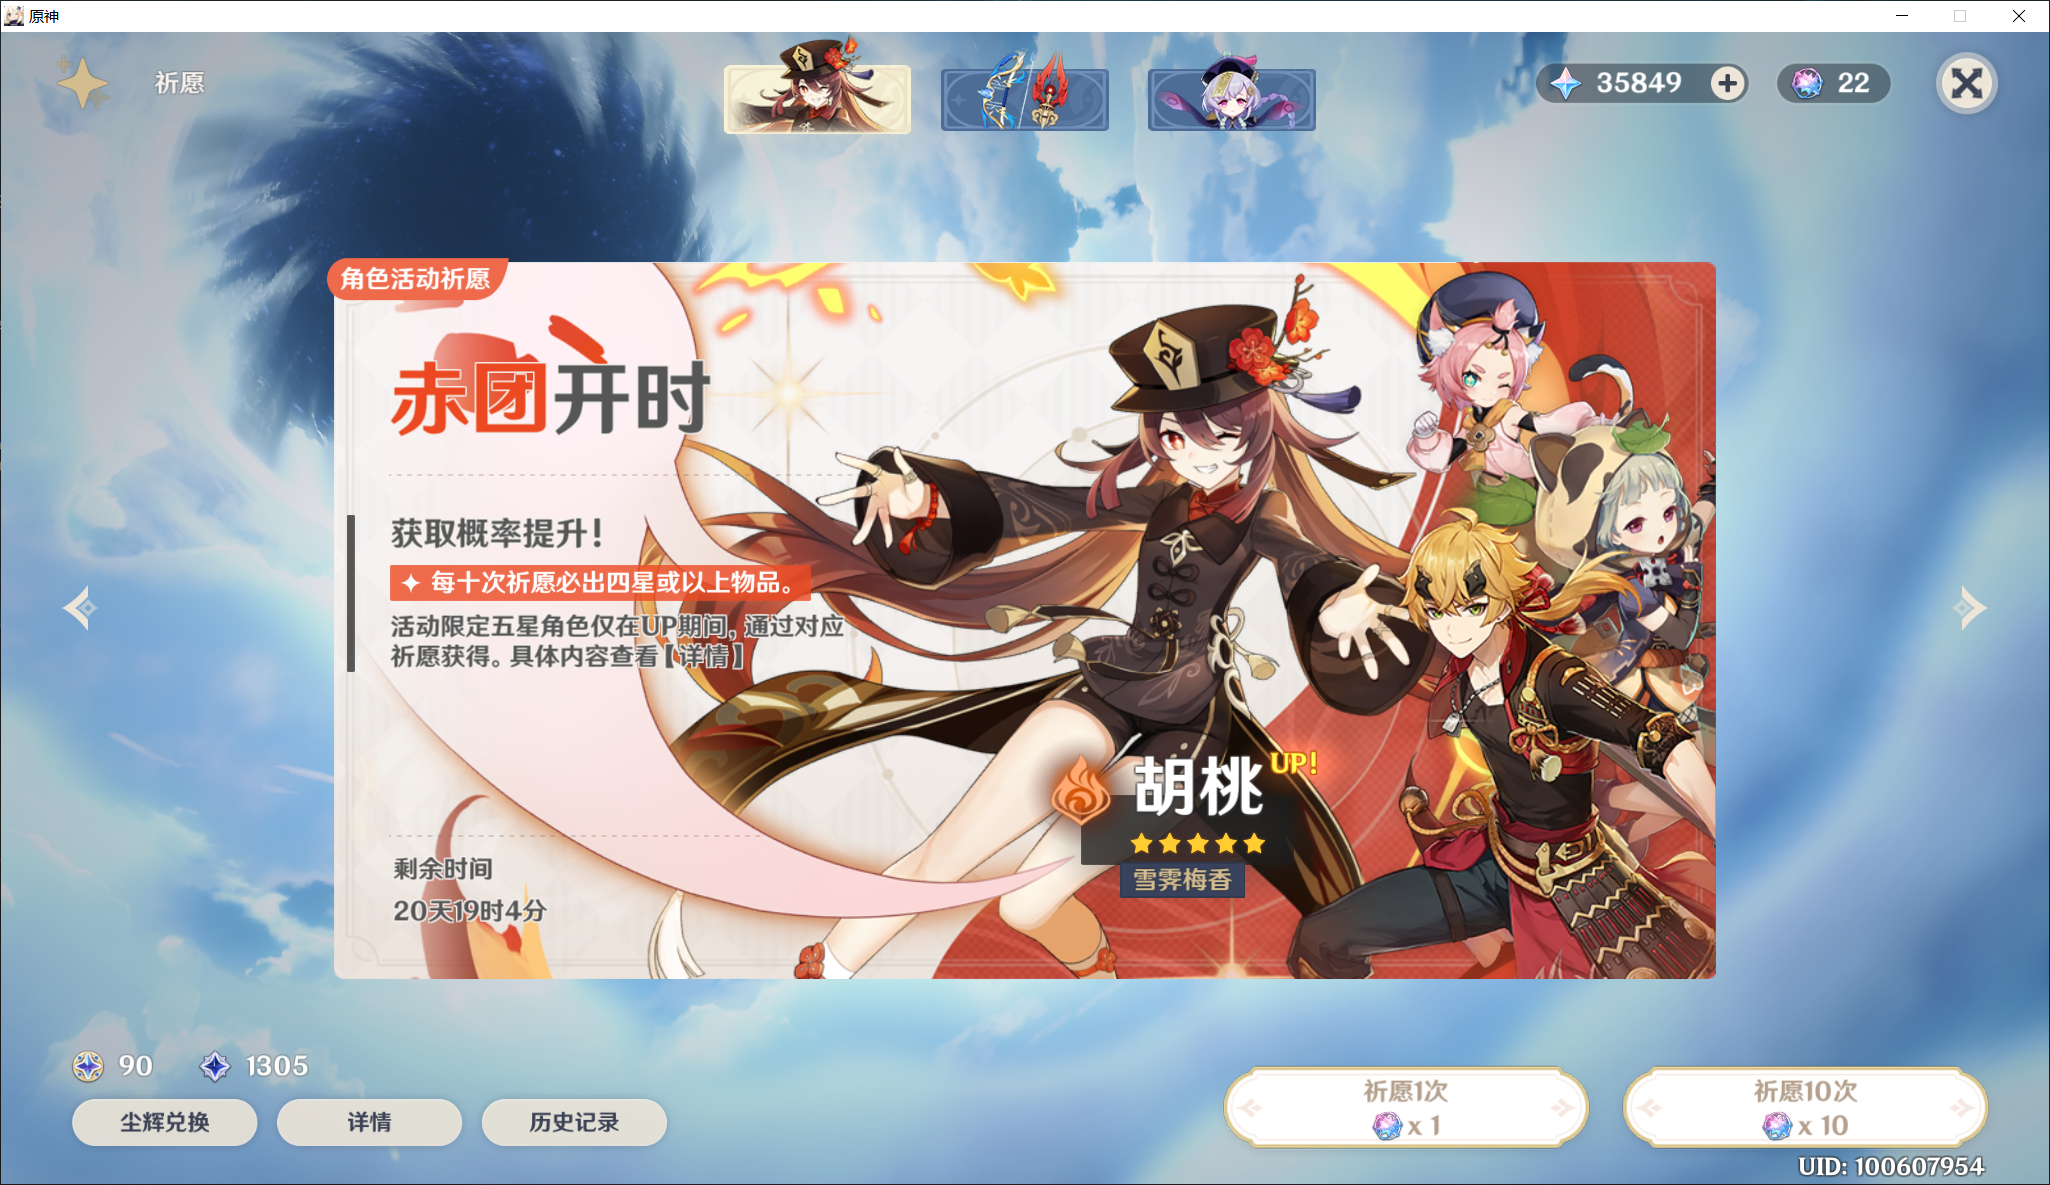 原神
祈愿
35849
22
角色活动祈愿
赤团开时
获取概率提升！
每十次祈愿必出四星或以上物品。
活动限定五星角色仅在UP期间，通过对应
祈愿获得。具体内容查看【详情】
胡桃 UP!
雪霁梅香
剩余时间
20天19时4分
90 1305
尘辉兑换 详情 历史记录
祈愿1次
x 1
祈愿10次
x 10
UID: 100607954